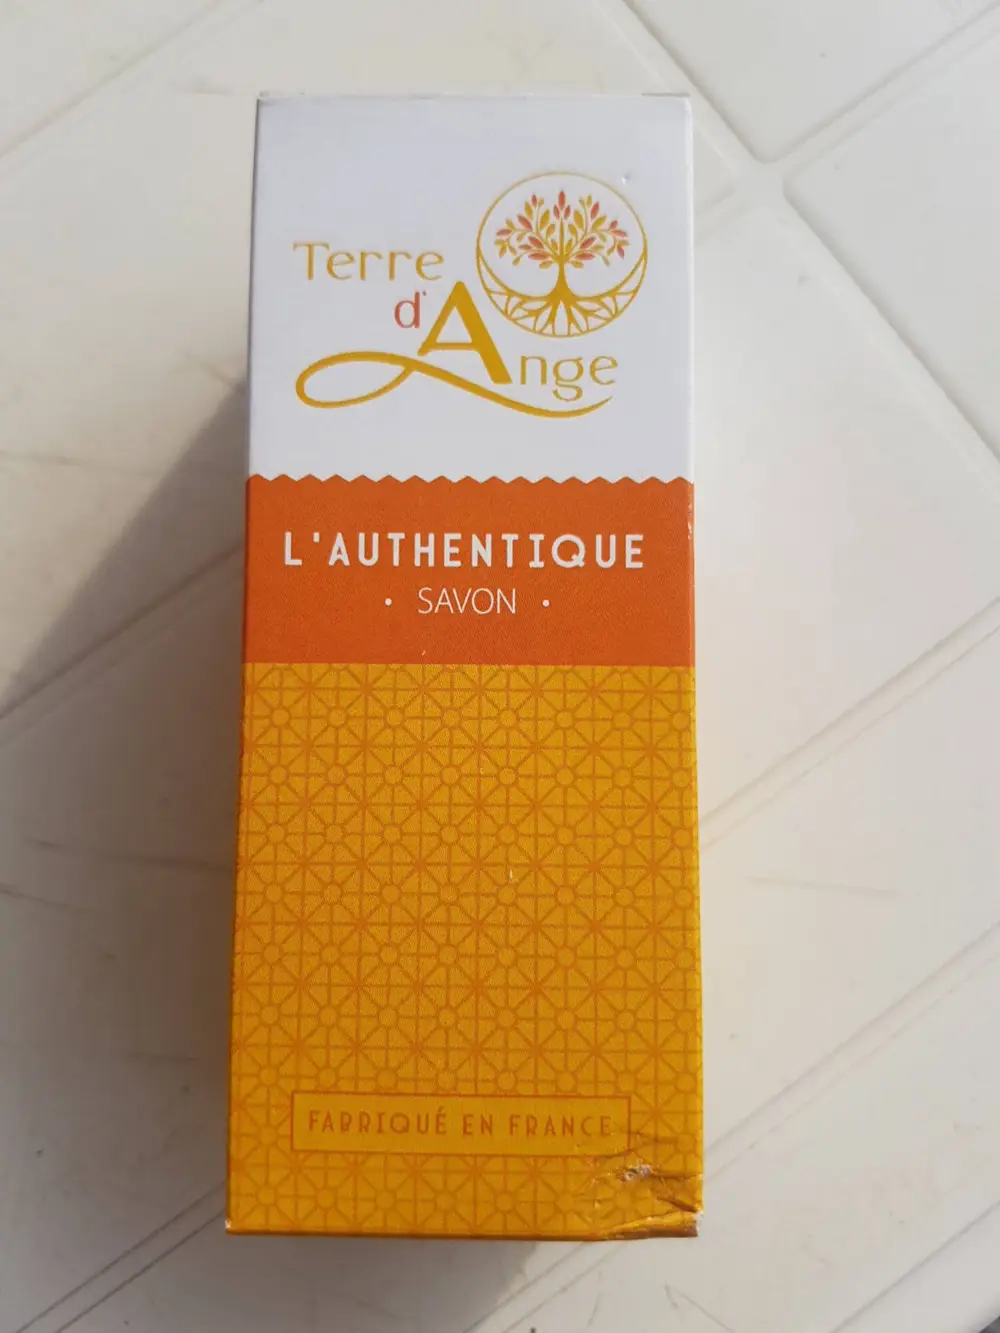 Terre
d'Ange
L'AUTHENTIQUE
• SAVON •
FABRIQUÉ EN FRANCE